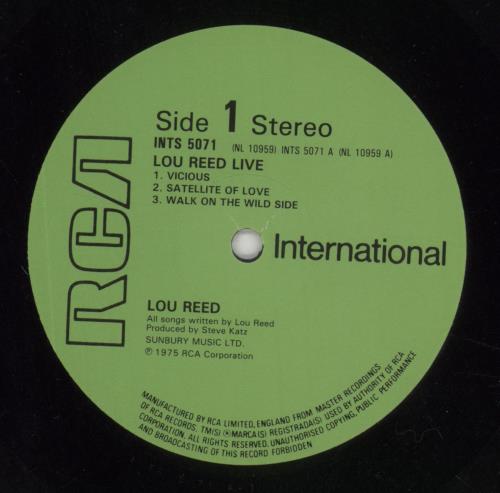 RCA
Side 1 Stereo
INTS 5071 (NL 10959) INTS 5071 A (NL 10959 A)
LOU REED LIVE
1. VICIOUS
2. SATELLITE OF LOVE
3. WALK ON THE WILD SIDE
International
LOU REED
All songs written by Lou Reed
Produced by Steve Katz
SUNBURY MUSIC LTD.
℗ 1975 RCA Corporation
MANUFACTURED BY RCA LIMITED, ENGLAND FROM MASTER RECORDINGS
OF RCA RECORDS. TM(S) ® MARCA(S) REGISTRADA(S) USED BY AUTHORITY OF RCA
CORPORATION. ALL RIGHTS RESERVED. UNAUTHORISED COPYING, PUBLIC PERFORMANCE
AND BROADCASTING OF THIS RECORD FORBIDDEN